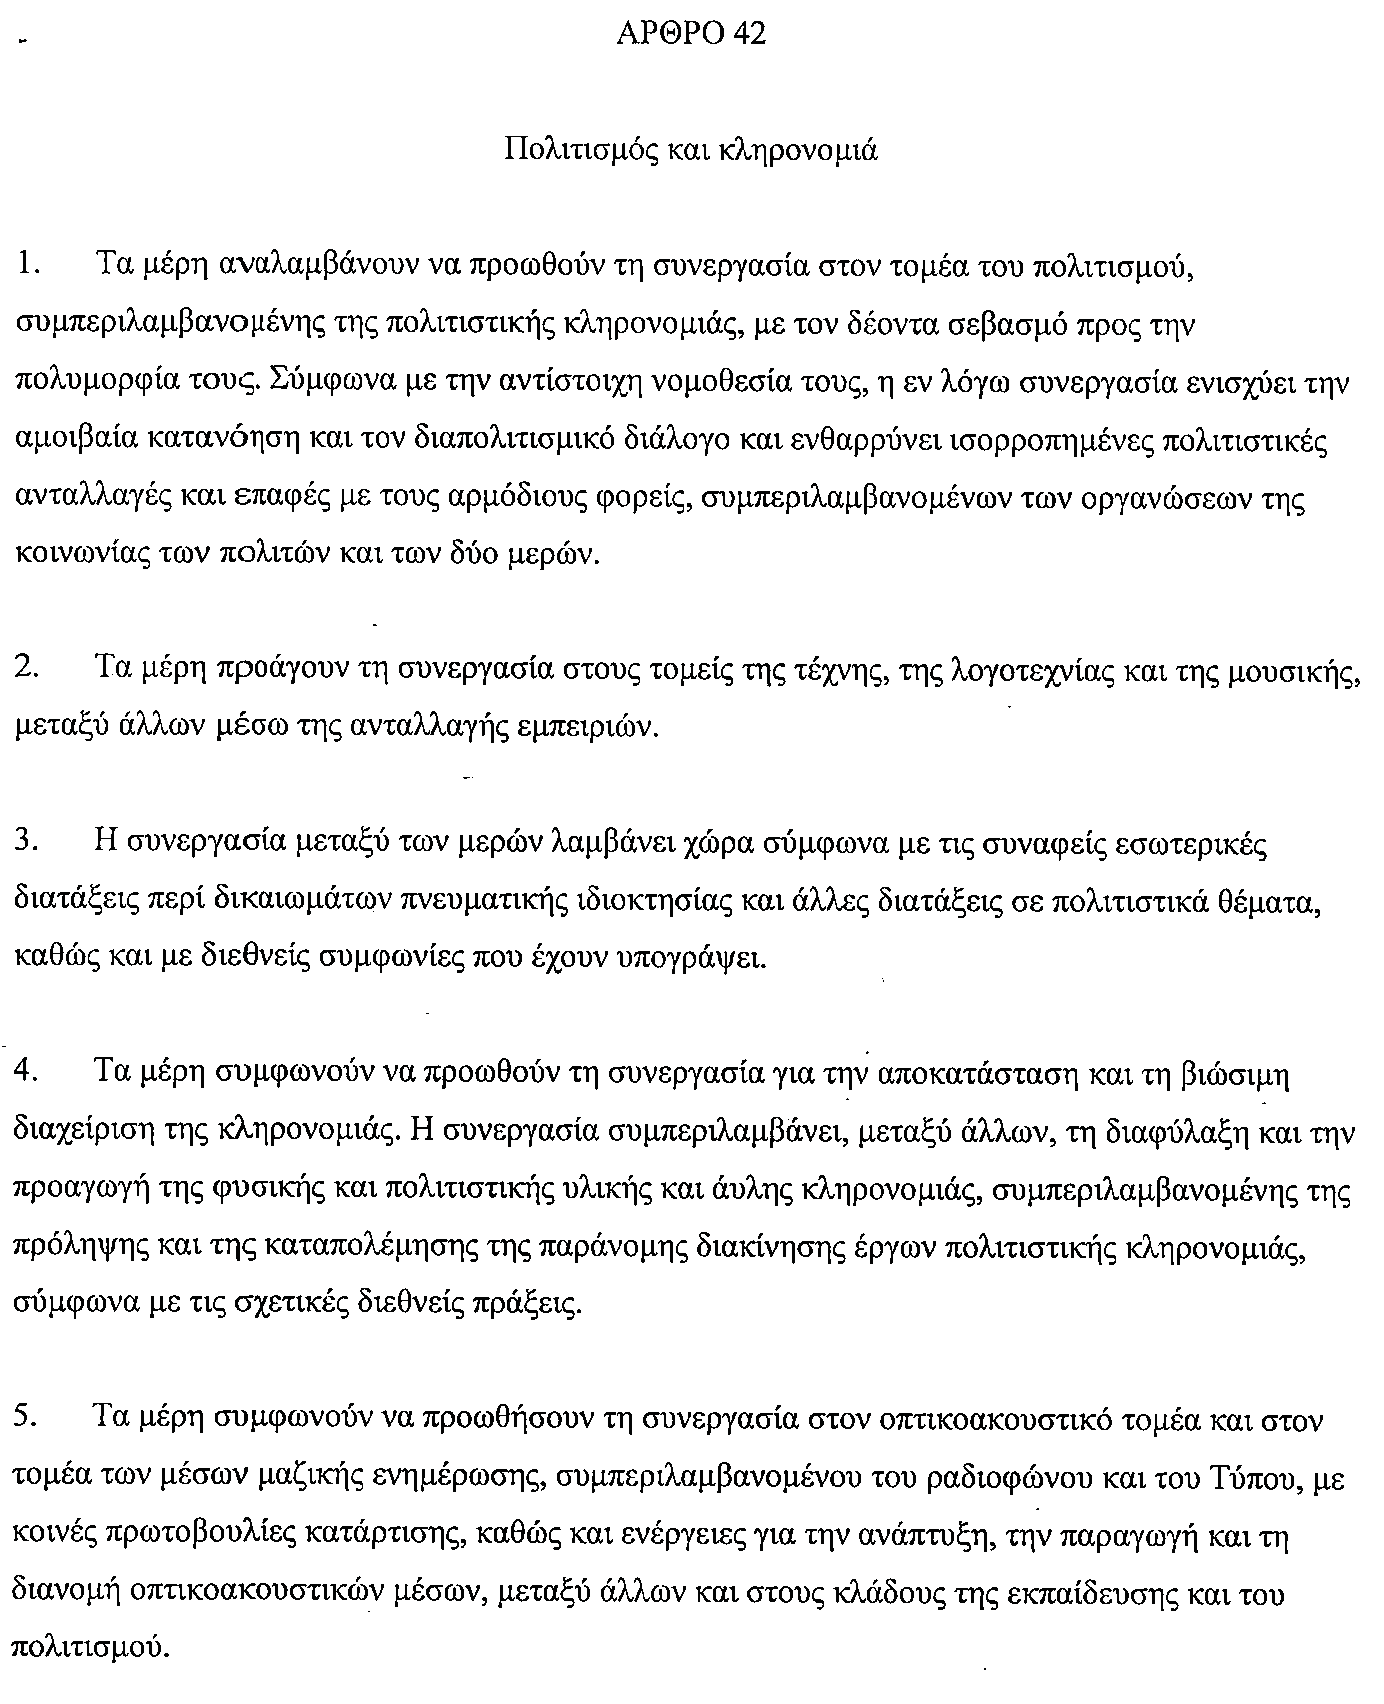 ΑΡΘΡΟ 42
Πολιτισμός και κληρονομιά
1. Τα μέρη αναλαμβάνουν να προωθούν τη συνεργασία στον τομέα του πολιτισμού,
συμπεριλαμβανομένης της πολιτιστικής κληρονομιάς, με τον δέοντα σεβασμό προς την
πολυμορφία τους. Σύμφωνα με την αντίστοιχη νομοθεσία τους, η εν λόγω συνεργασία ενισχύει την
αμοιβαία κατανόηση και τον διαπολιτισμικό διάλογο και ενθαρρύνει ισορροπημένες πολιτιστικές
ανταλλαγές και επαφές με τους αρμόδιους φορείς, συμπεριλαμβανομένων των οργανώσεων της
κοινωνίας των πολιτών και των δύο μερών.
2. Τα μέρη προάγουν τη συνεργασία στους τομείς της τέχνης, της λογοτεχνίας και της μουσικής,
μεταξύ άλλων μέσω της ανταλλαγής εμπειριών.
3. Η συνεργασία μεταξύ των μερών λαμβάνει χώρα σύμφωνα με τις συναφείς εσωτερικές
διατάξεις περί δικαιωμάτων πνευματικής ιδιοκτησίας και άλλες διατάξεις σε πολιτιστικά θέματα,
καθώς και με διεθνείς συμφωνίες που έχουν υπογράψει.
4. Τα μέρη συμφωνούν να προωθούν τη συνεργασία για την αποκατάσταση και τη βιώσιμη
διαχείριση της κληρονομιάς. Η συνεργασία συμπεριλαμβάνει, μεταξύ άλλων, τη διαφύλαξη και την
προαγωγή της φυσικής και πολιτιστικής υλικής και άυλης κληρονομιάς, συμπεριλαμβανομένης της
πρόληψης και της καταπολέμησης της παράνομης διακίνησης έργων πολιτιστικής κληρονομιάς,
σύμφωνα με τις σχετικές διεθνείς πράξεις.
5. Τα μέρη συμφωνούν να προωθήσουν τη συνεργασία στον οπτικοακουστικό τομέα και στον
τομέα των μέσων μαζικής ενημέρωσης, συμπεριλαμβανομένου του ραδιοφώνου και του Τύπου, με
κοινές πρωτοβουλίες κατάρτισης, καθώς και ενέργειες για την ανάπτυξη, την παραγωγή και τη
διανομή οπτικοακουστικών μέσων, μεταξύ άλλων και στους κλάδους της εκπαίδευσης και του
πολιτισμού.